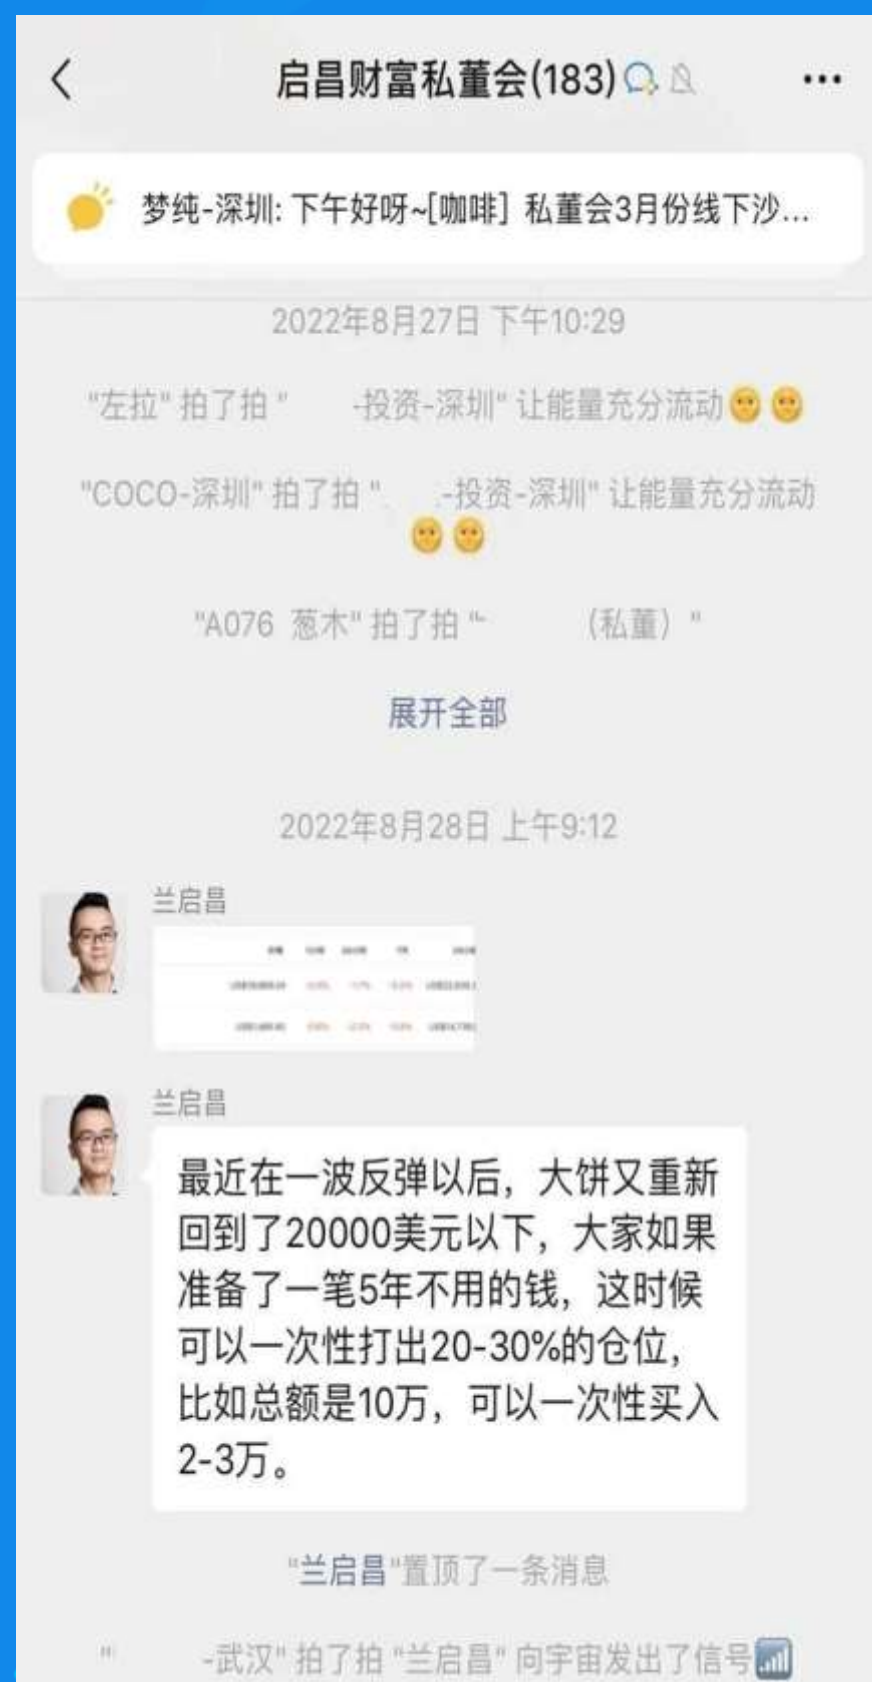 启昌财富私董会(183)
梦纯-深圳: 下午好呀~[咖啡] 私董会3月份线下沙...
2022年8月27日 下午10:29
"左拉" 拍了拍 " -投资-深圳" 让能量充分流动
"COCO-深圳" 拍了拍 " -投资-深圳" 让能量充分流动
"A076 葱木" 拍了拍 " （私董）"
展开全部
2022年8月28日 上午9:12
兰启昌
兰启昌
最近在一波反弹以后，大饼又重新
回到了20000美元以下，大家如果
准备了一笔5年不用的钱，这时候
可以一次性打出20-30%的仓位，
比如总额是10万，可以一次性买入
2-3万。
"兰启昌"置顶了一条消息
" -武汉" 拍了拍 "兰启昌" 向宇宙发出了信号